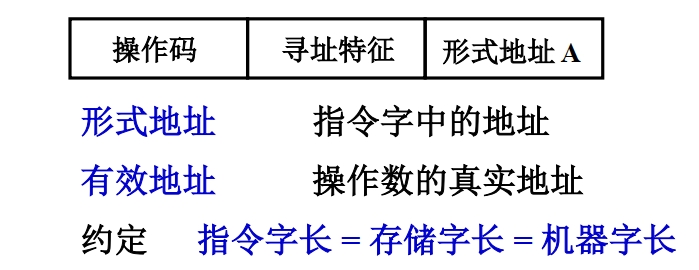 操作码 寻址特征 形式地址 A
形式地址 指令字中的地址
有效地址 操作数的真实地址
约定 指令字长 = 存储字长 = 机器字长